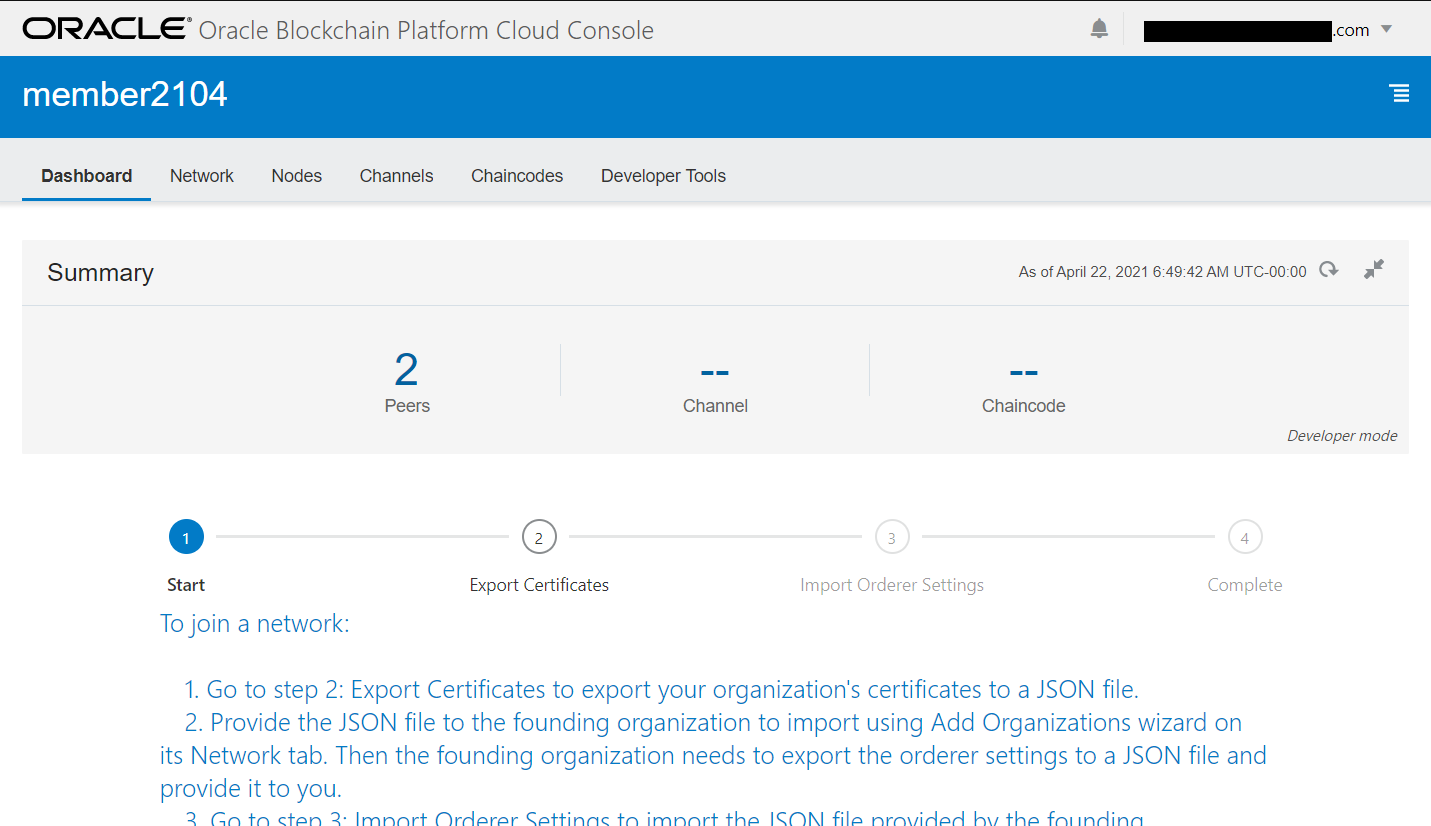 ORACLE® Oracle Blockchain Platform Cloud Console
.com
member2104
Dashboard Network Nodes Channels Chaincodes Developer Tools
Summary
As of April 22, 2021 6:49:42 AM UTC-00:00
2 -- --
Peers Channel Chaincode
Developer mode
1 2 3 4
Start Export Certificates Import Orderer Settings Complete
To join a network:
1. Go to step 2: Export Certificates to export your organization's certificates to a JSON file.
2. Provide the JSON file to the founding organization to import using Add Organizations wizard on
its Network tab. Then the founding organization needs to export the orderer settings to a JSON file and
provide it to you.
3. Go to step 3: Import Orderer Settings to import the JSON file provided by the founding